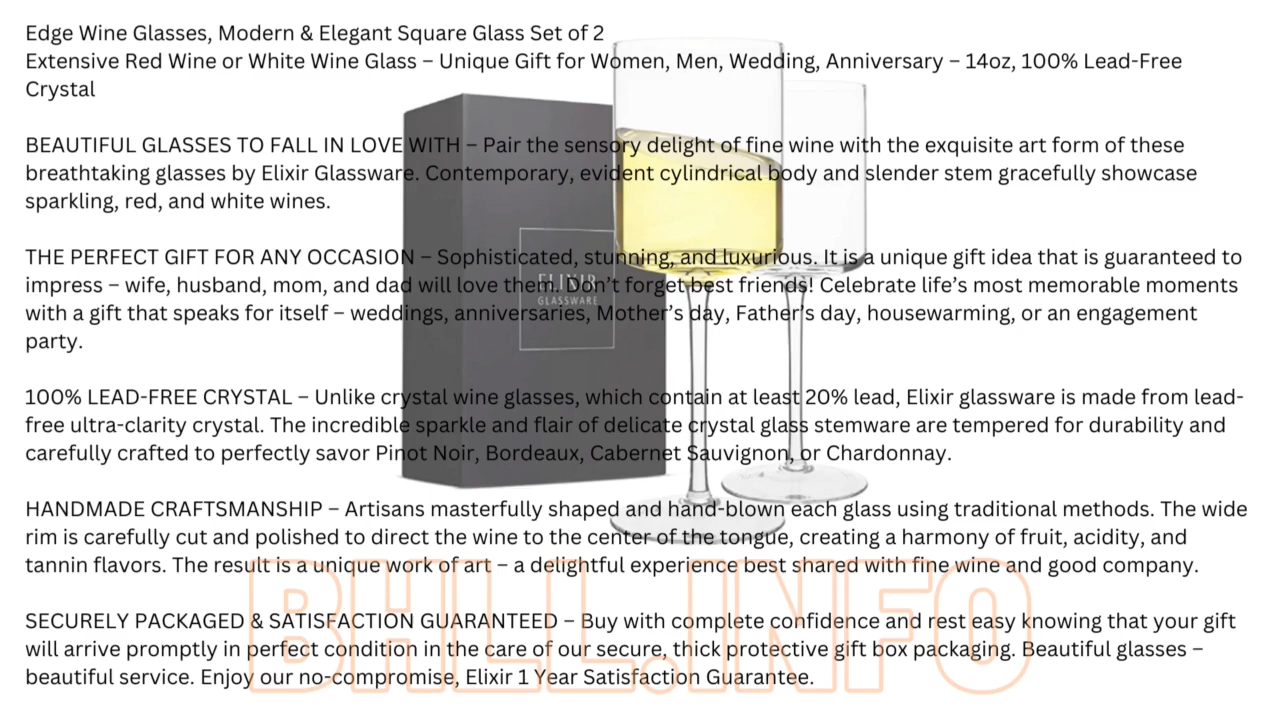 Edge Wine Glasses, Modern & Elegant Square Glass Set of 2
Extensive Red Wine or White Wine Glass – Unique Gift for Women, Men, Wedding, Anniversary – 14oz, 100% Lead-Free
Crystal
BEAUTIFUL GLASSES TO FALL IN LOVE WITH – Pair the sensory delight of fine wine with the exquisite art form of these
breathtaking glasses by Elixir Glassware. Contemporary, evident cylindrical body and slender stem gracefully showcase
sparkling, red, and white wines.
THE PERFECT GIFT FOR ANY OCCASION – Sophisticated, stunning, and luxurious. It is a unique gift idea that is guaranteed to
impress – wife, husband, mom, and dad will love them. Don’t forget best friends! Celebrate life’s most memorable moments
with a gift that speaks for itself – weddings, anniversaries, Mother’s day, Father’s day, housewarming, or an engagement
party.
ELIXIR
GLASSWARE
100% LEAD-FREE CRYSTAL – Unlike crystal wine glasses, which contain at least 20% lead, Elixir glassware is made from lead-
free ultra-clarity crystal. The incredible sparkle and flair of delicate crystal glass stemware are tempered for durability and
carefully crafted to perfectly savor Pinot Noir, Bordeaux, Cabernet Sauvignon, or Chardonnay.
HANDMADE CRAFTSMANSHIP – Artisans masterfully shaped and hand-blown each glass using traditional methods. The wide
rim is carefully cut and polished to direct the wine to the center of the tongue, creating a harmony of fruit, acidity, and
tannin flavors. The result is a unique work of art – a delightful experience best shared with fine wine and good company.
SECURELY PACKAGED & SATISFACTION GUARANTEED – Buy with complete confidence and rest easy knowing that your gift
will arrive promptly in perfect condition in the care of our secure, thick protective gift box packaging. Beautiful glasses –
beautiful service. Enjoy our no-compromise, Elixir 1 Year Satisfaction Guarantee.
BHLL.INFO